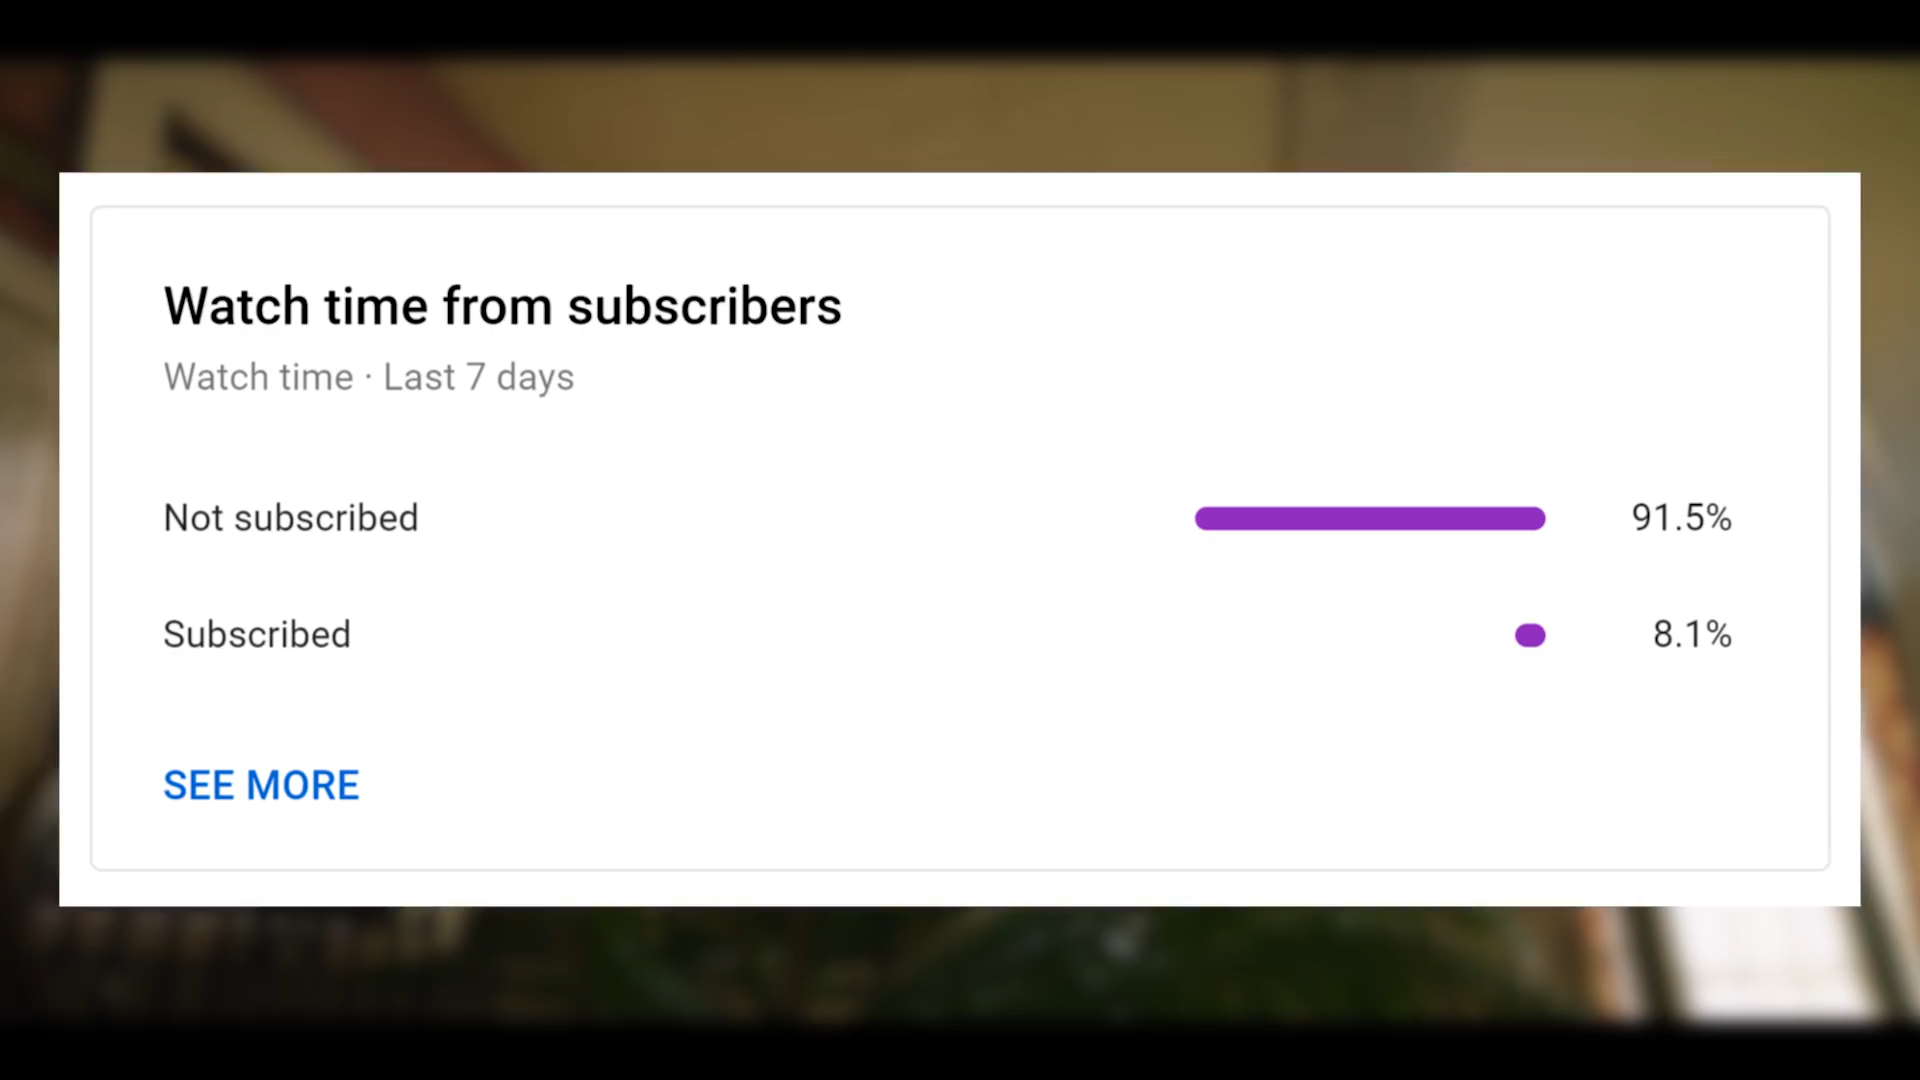 Watch time from subscribers
Watch time · Last 7 days
Not subscribed 91.5%
Subscribed 8.1%
SEE MORE